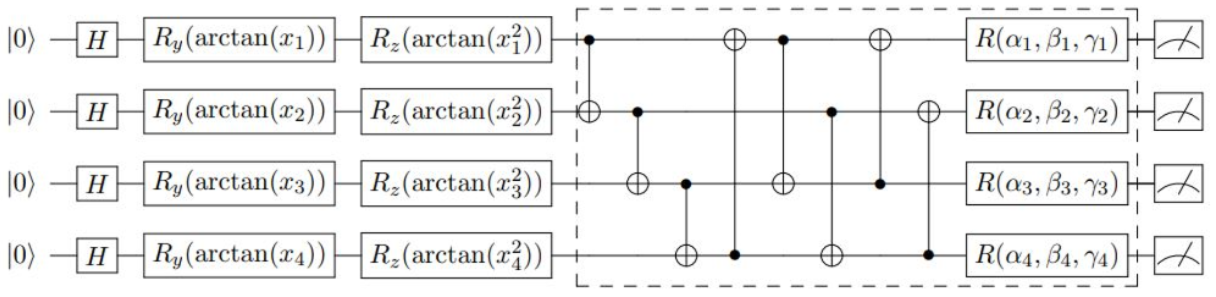 |0⟩ H R_y(arctan(x_1)) R_z(arctan(x_1^2)) R(α_1, β_1, γ_1)
|0⟩ H R_y(arctan(x_2)) R_z(arctan(x_2^2)) R(α_2, β_2, γ_2)
|0⟩ H R_y(arctan(x_3)) R_z(arctan(x_3^2)) R(α_3, β_3, γ_3)
|0⟩ H R_y(arctan(x_4)) R_z(arctan(x_4^2)) R(α_4, β_4, γ_4)